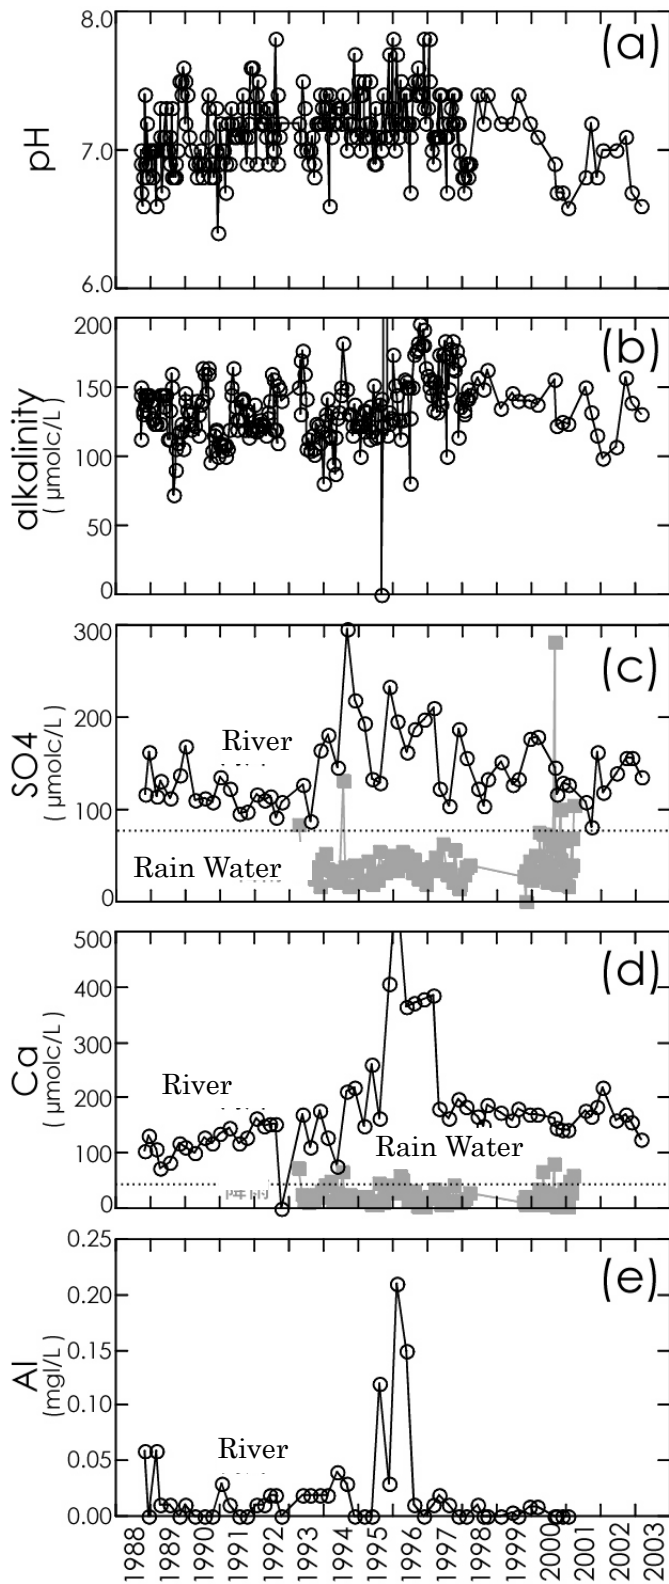 8.0
(a)
pH
7.0
6.0
200
(b)
150
alkalinity
( µmolc/L )
100
50
0
300
(c)
200
River
SO4
( µmolc/L )
100
Rain Water
0
500
(d)
400
Ca
( µmolc/L )
300
River
200
Rain Water
100
降雨
0
0.25
(e)
0.20
0.15
Al
(mgl/L )
0.10
River
0.05
0.00
1988 1989 1990 1991 1992 1993 1994 1995 1996 1997 1998 1999 2000 2001 2002 2003